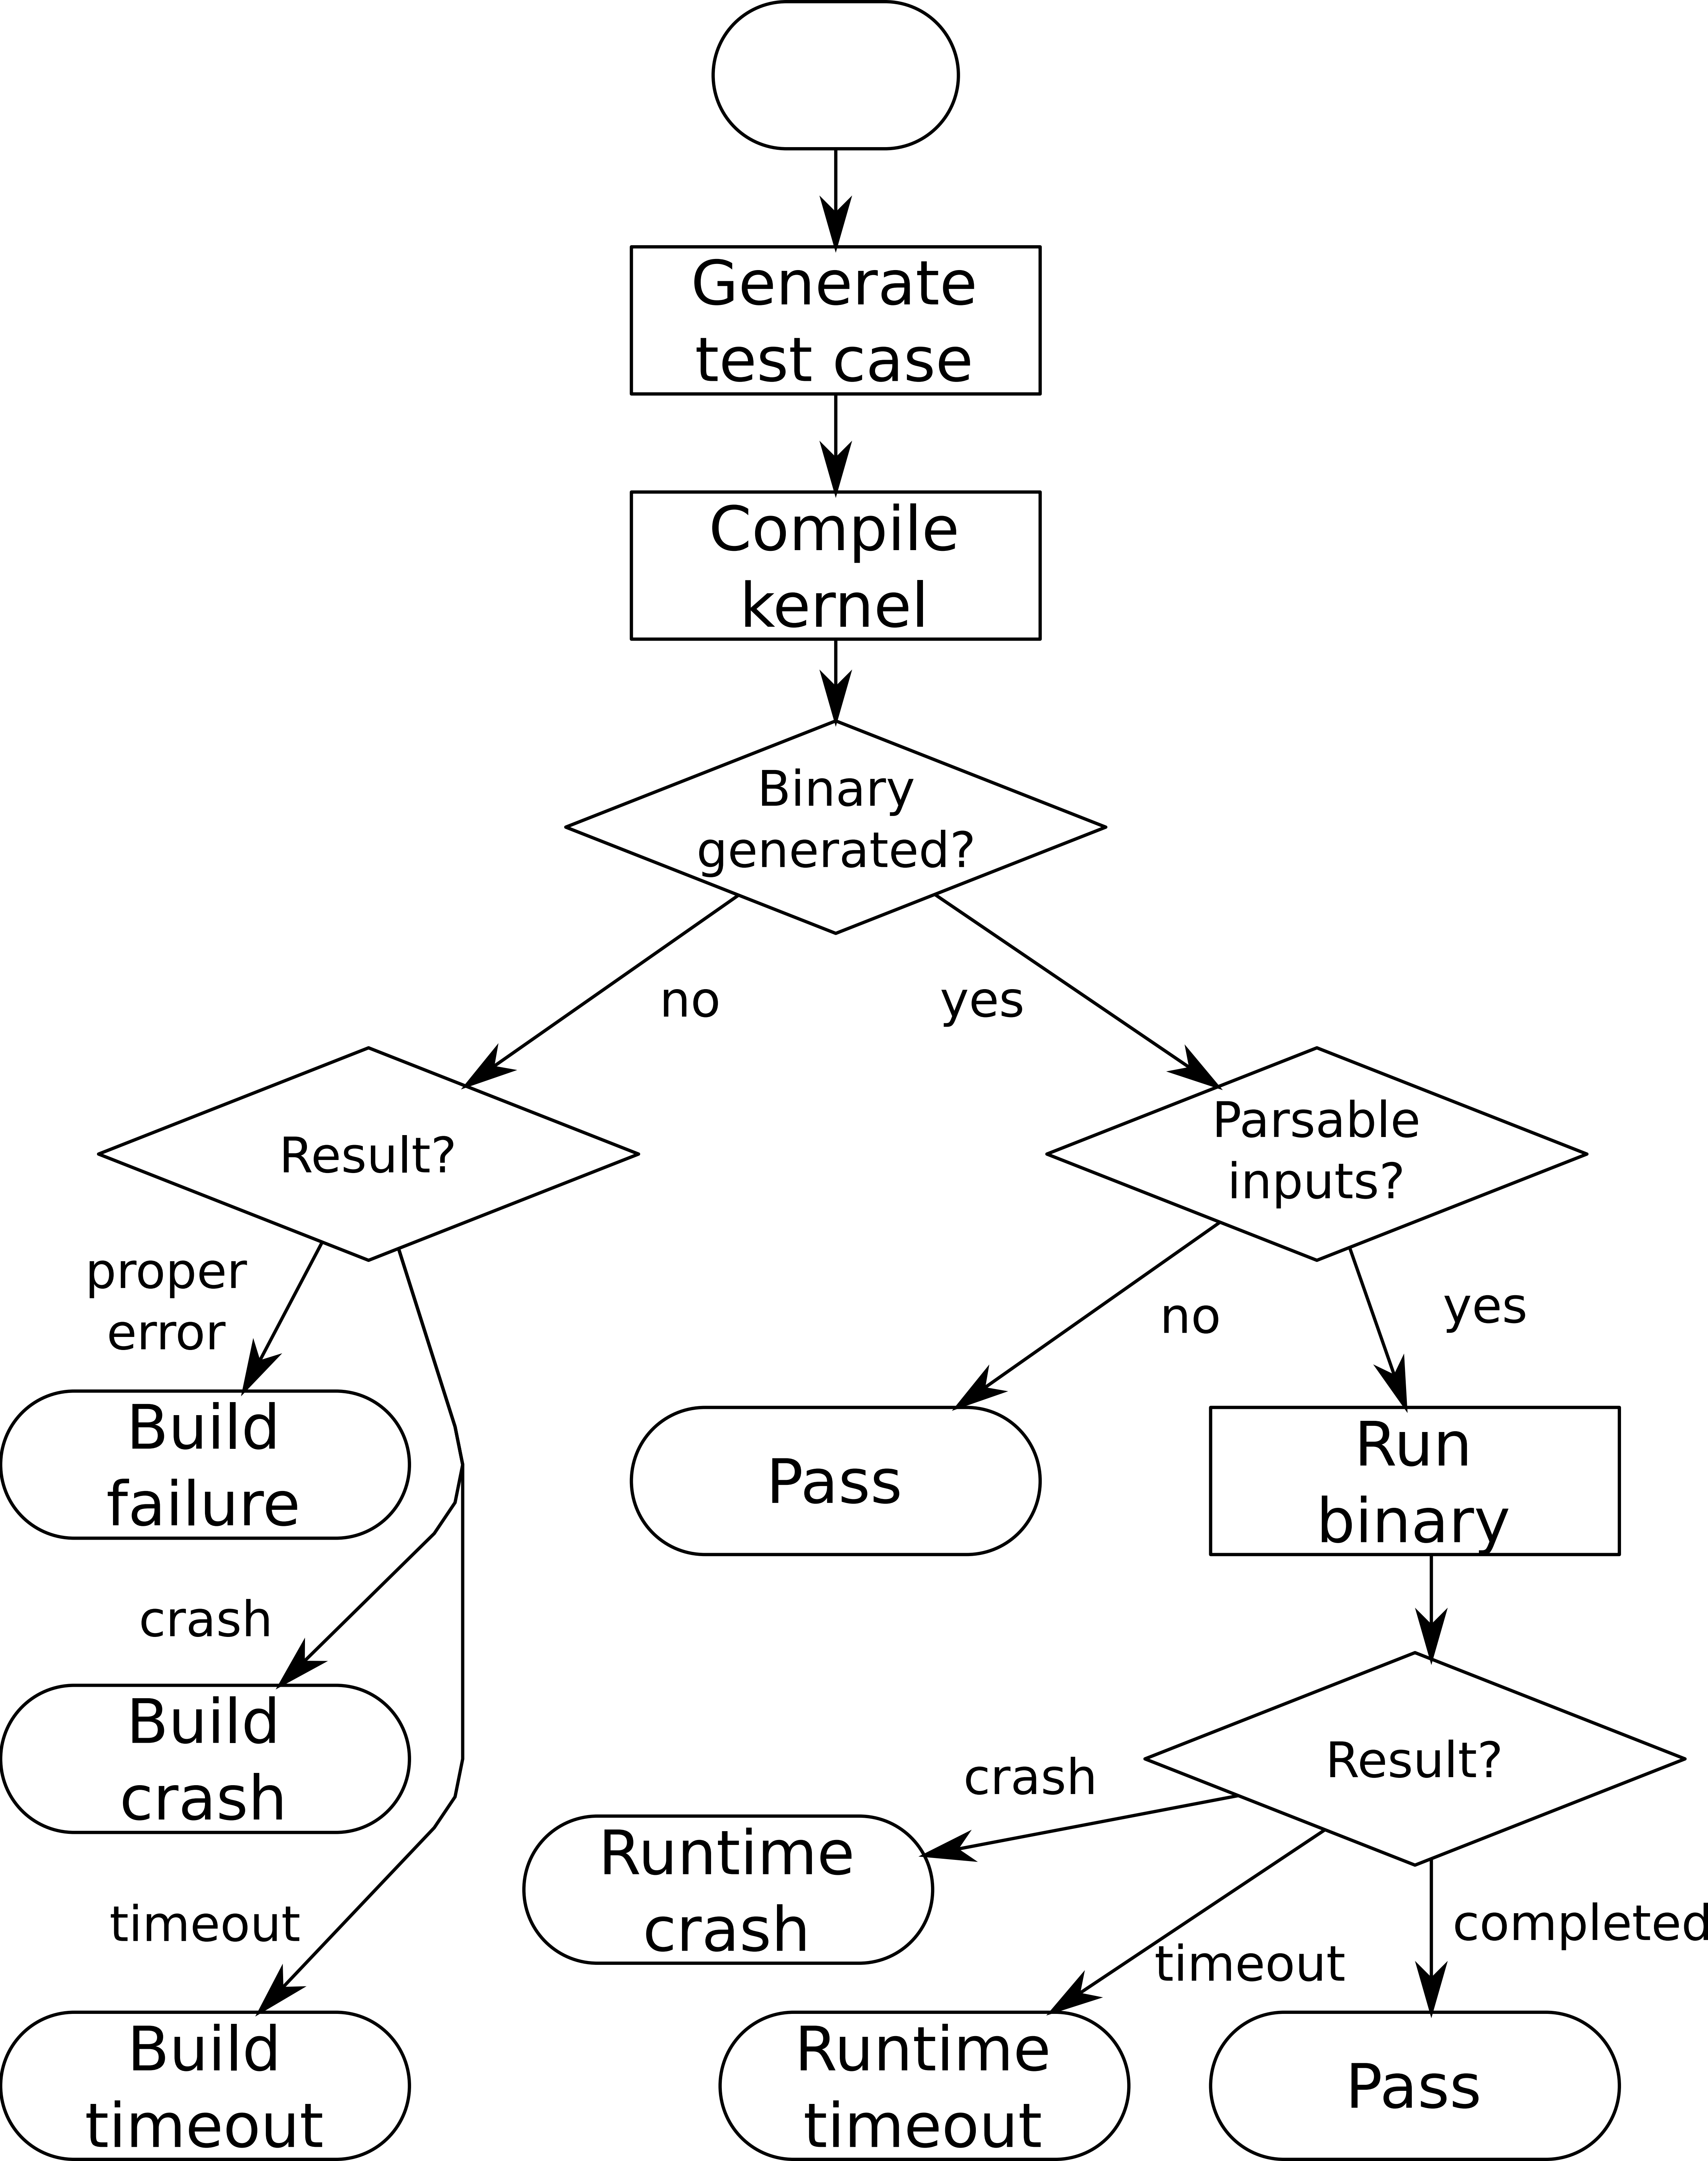 Generate
test case
Compile
kernel
Binary
generated?
no
yes
Result?
Parsable
inputs?
proper
error
no
yes
Build
failure
Pass
Run
binary
crash
Build
crash
Result?
crash
Runtime
crash
timeout
timeout
completed
Build
timeout
Runtime
timeout
Pass